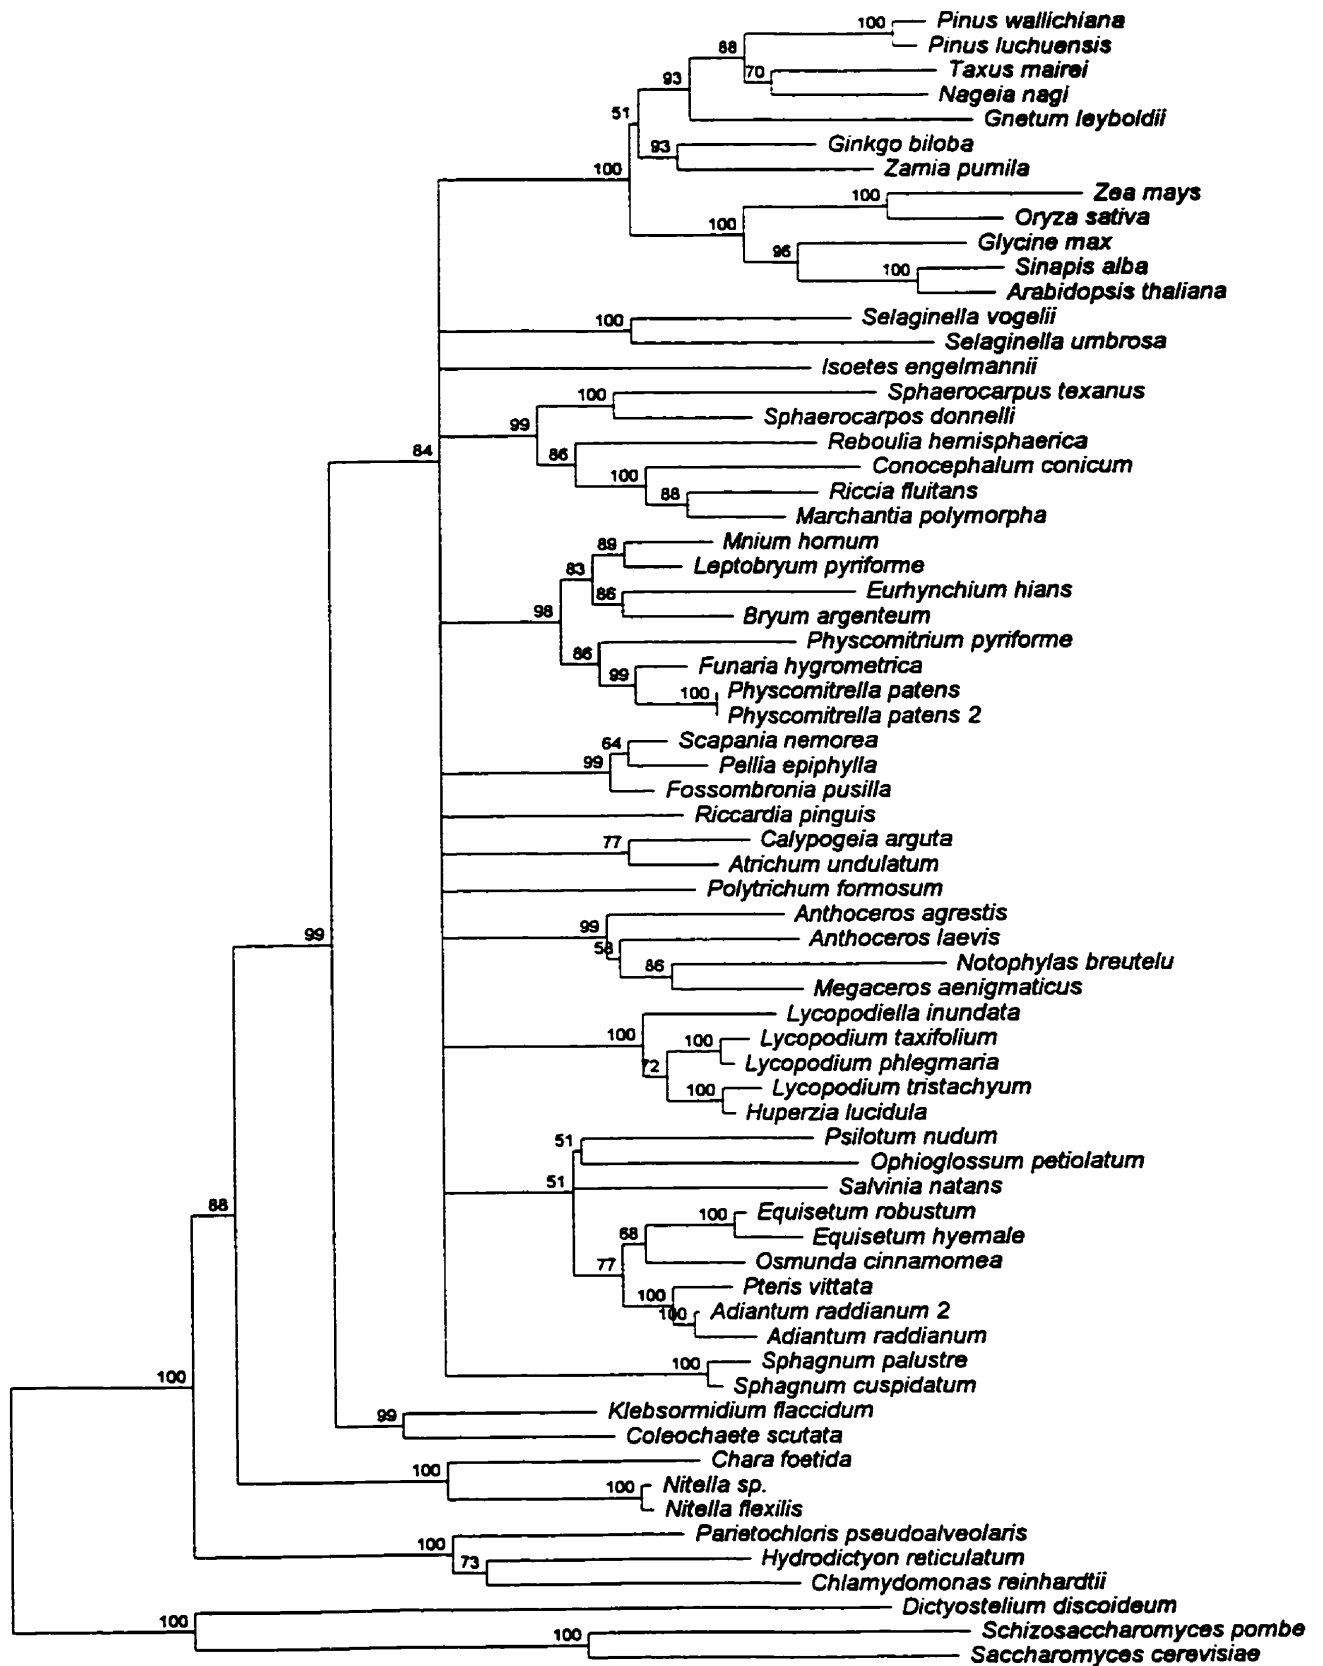 100 Pinus wallichiana
88 Pinus luchuensis
70 Taxus mairei
93 Nageia nagi
51 Gnetum leyboldii
93 Ginkgo biloba
100 Zamia pumila
100 Zea mays
100 Oryza sativa
96 Glycine max
100 Sinapis alba
Arabidopsis thaliana
100 Selaginella vogelii
Selaginella umbrosa
Isoetes engelmannii
100 Sphaerocarpus texanus
99 Sphaerocarpos donnelli
84 86 Reboulia hemisphaerica
100 Conocephalum conicum
88 Riccia fluitans
Marchantia polymorpha
89 Mnium hornum
83 Leptobryum pyriforme
86 Eurhynchium hians
98 Bryum argenteum
86 Physcomitrium pyriforme
99 Funaria hygrometrica
100 Physcomitrella patens
Physcomitrella patens 2
64 Scapania nemorea
99 Pellia epiphylla
Fossombronia pusilla
Riccardia pinguis
77 Calypogeia arguta
Atrichum undulatum
Polytrichum formosum
99 Anthoceros agrestis
99 58 Anthoceros laevis
86 Notophylas breutelu
Megaceros aenigmaticus
Lycopodiella inundata
100 100 Lycopodium taxifolium
72 Lycopodium phlegmaria
100 Lycopodium tristachyum
Huperzia lucidula
51 Psilotum nudum
Ophioglossum petiolatum
51 Salvinia natans
88 100 Equisetum robustum
68 Equisetum hyemale
77 Osmunda cinnamomea
100 Pteris vittata
100 Adiantum raddianum 2
Adiantum raddianum
100 100 Sphagnum palustre
Sphagnum cuspidatum
99 Klebsormidium flaccidum
Coleochaete scutata
100 Chara foetida
100 Nitella sp.
Nitella flexilis
100 Parietochloris pseudoalveolaris
73 Hydrodictyon reticulatum
Chlamydomonas reinhardtii
100 Dictyostelium discoideum
100 Schizosaccharomyces pombe
Saccharomyces cerevisiae